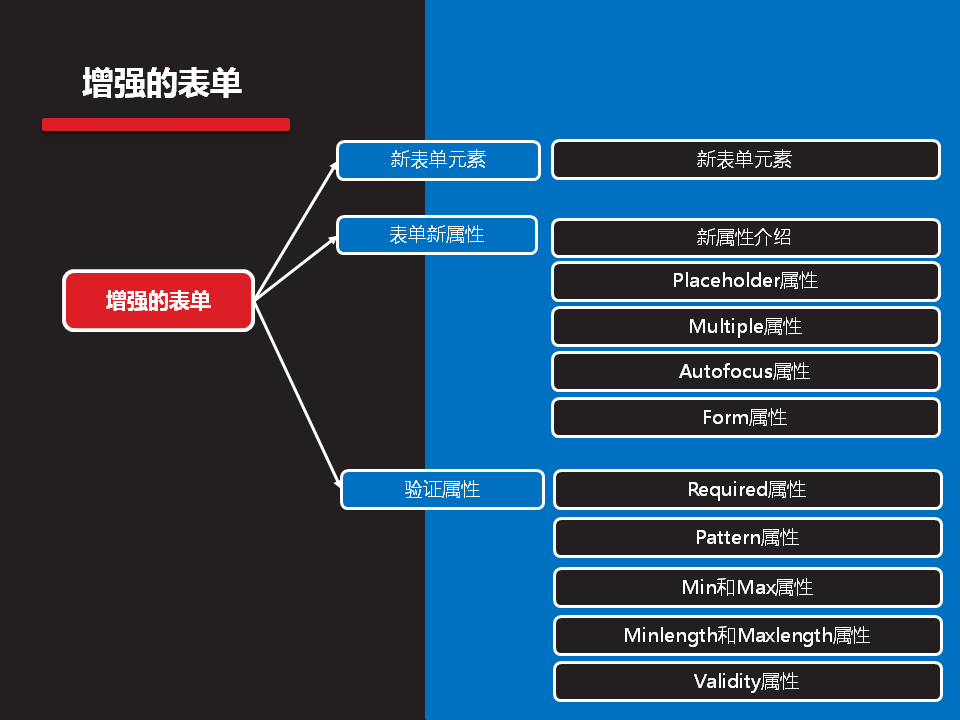 增强的表单
新表单元素
新表单元素
表单新属性
新属性介绍
Placeholder属性
Multiple属性
Autofocus属性
Form属性
增强的表单
验证属性
Required属性
Pattern属性
Min和Max属性
Minlength和Maxlength属性
Validity属性